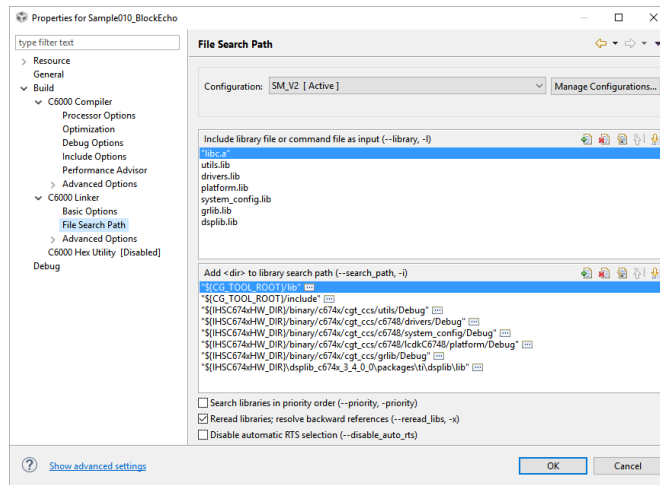 Properties for Sample010_BlockEcho
type filter text
Resource
General
Build
C6000 Compiler
Processor Options
Optimization
Debug Options
Include Options
Performance Advisor
Advanced Options
C6000 Linker
Basic Options
File Search Path
Advanced Options
C6000 Hex Utility [Disabled]
Debug
File Search Path
Configuration: SM_V2 [ Active ]
Manage Configurations...
Include library file or command file as input (--library, -l)
"libc.a"
utils.lib
drivers.lib
platform.lib
system_config.lib
grlib.lib
dsplib.lib
Add <dir> to library search path (--search_path, -i)
"${CG_TOOL_ROOT}/lib"
"${CG_TOOL_ROOT}/include"
"${IHSC674xHW_DIR}/binary/c674x/cgt_ccs/utils/Debug"
"${IHSC674xHW_DIR}/binary/c674x/cgt_ccs/c6748/drivers/Debug"
"${IHSC674xHW_DIR}/binary/c674x/cgt_ccs/c6748/system_config/Debug"
"${IHSC674xHW_DIR}/binary/c674x/cgt_ccs/c6748/lcdkC6748/platform/Debug"
"${IHSC674xHW_DIR}/binary/c674x/cgt_ccs/grlib/Debug"
"${IHSC674xHW_DIR}\dsplib_c674x_3_4_0_0\packages\ti\dsplib\lib"
Search libraries in priority order (--priority, -priority)
Reread libraries; resolve backward references (--reread_libs, -x)
Disable automatic RTS selection (--disable_auto_rts)
Show advanced settings
OK
Cancel